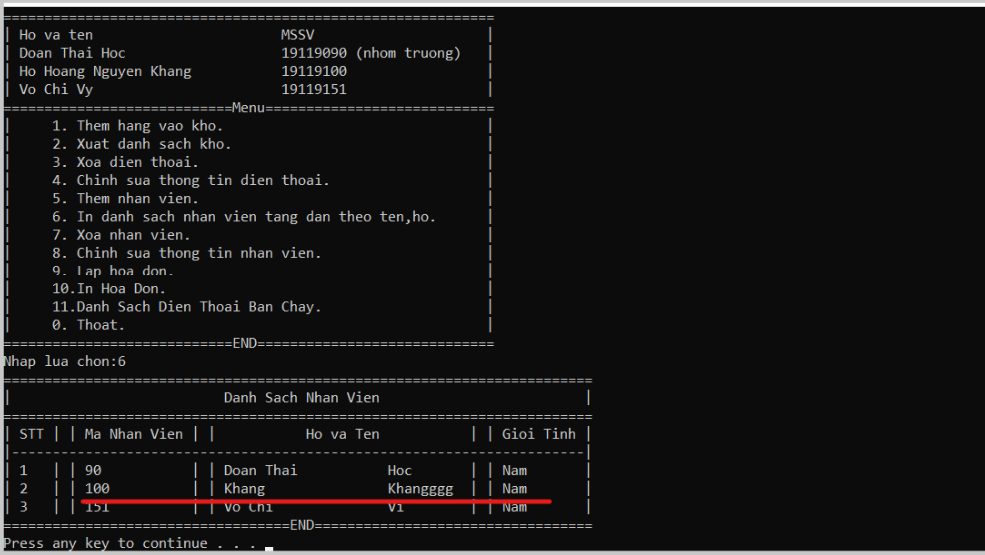 Ho va ten MSSV
Doan Thai Hoc 19119090 (nhom truong)
Ho Hoang Nguyen Khang 19119100
Vo Chi Vy 19119151
Menu
1. Them hang vao kho.
2. Xuat danh sach kho.
3. Xoa dien thoai.
4. Chinh sua thong tin dien thoai.
5. Them nhan vien.
6. In danh sach nhan vien tang dan theo ten,ho.
7. Xoa nhan vien.
8. Chinh sua thong tin nhan vien.
9. Lap hoa don.
10.In Hoa Don.
11.Danh Sach Dien Thoai Ban Chay.
0. Thoat.
END
Nhap lua chon:6
Danh Sach Nhan Vien
| STT | | Ma Nhan Vien | | Ho va Ten | | Gioi Tinh |
| 1 | | 90 | | Doan Thai Hoc | | Nam |
| 2 | | 100 | | Khang Khangggg | | Nam |
| 3 | | 151 | | Vo Chi Vi | | Nam |
END
Press any key to continue . . .